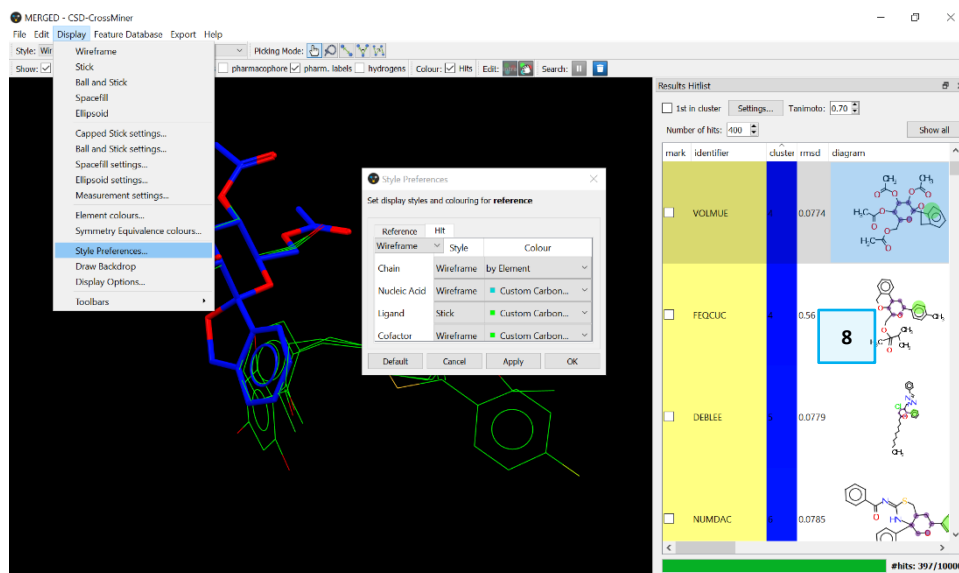 MERGED - CSD-CrossMiner
File Edit Display Feature Database Export Help
Style: Wir Picking Mode:
Show: pharmacophore pharm. labels hydrogens Colour: Hits Edit: Search:
Wireframe
Stick
Ball and Stick
Spacefill
Ellipsoid
Capped Stick settings...
Ball and Stick settings...
Spacefill settings...
Ellipsoid settings...
Measurement settings...
Element colours...
Symmetry Equivalence colours...
Style Preferences...
Draw Backdrop
Display Options...
Toolbars
Style Preferences
Set display styles and colouring for reference
Reference Hit
Wireframe Style Colour
Chain Wireframe by Element
Nucleic Acid Wireframe Custom Carbon...
Ligand Stick Custom Carbon...
Cofactor Wireframe Custom Carbon...
Default Cancel Apply OK
Results Hitlist
1st in cluster Settings... Tanimoto: 0.70
Number of hits: 400 Show all
mark identifier cluster rmsd diagram
VOLMUE 4 0.0774
FEQCUC 4 0.56
8
DEBLEE 5 0.0779
NUMDAC 6 0.0785
#hits: 397/1000